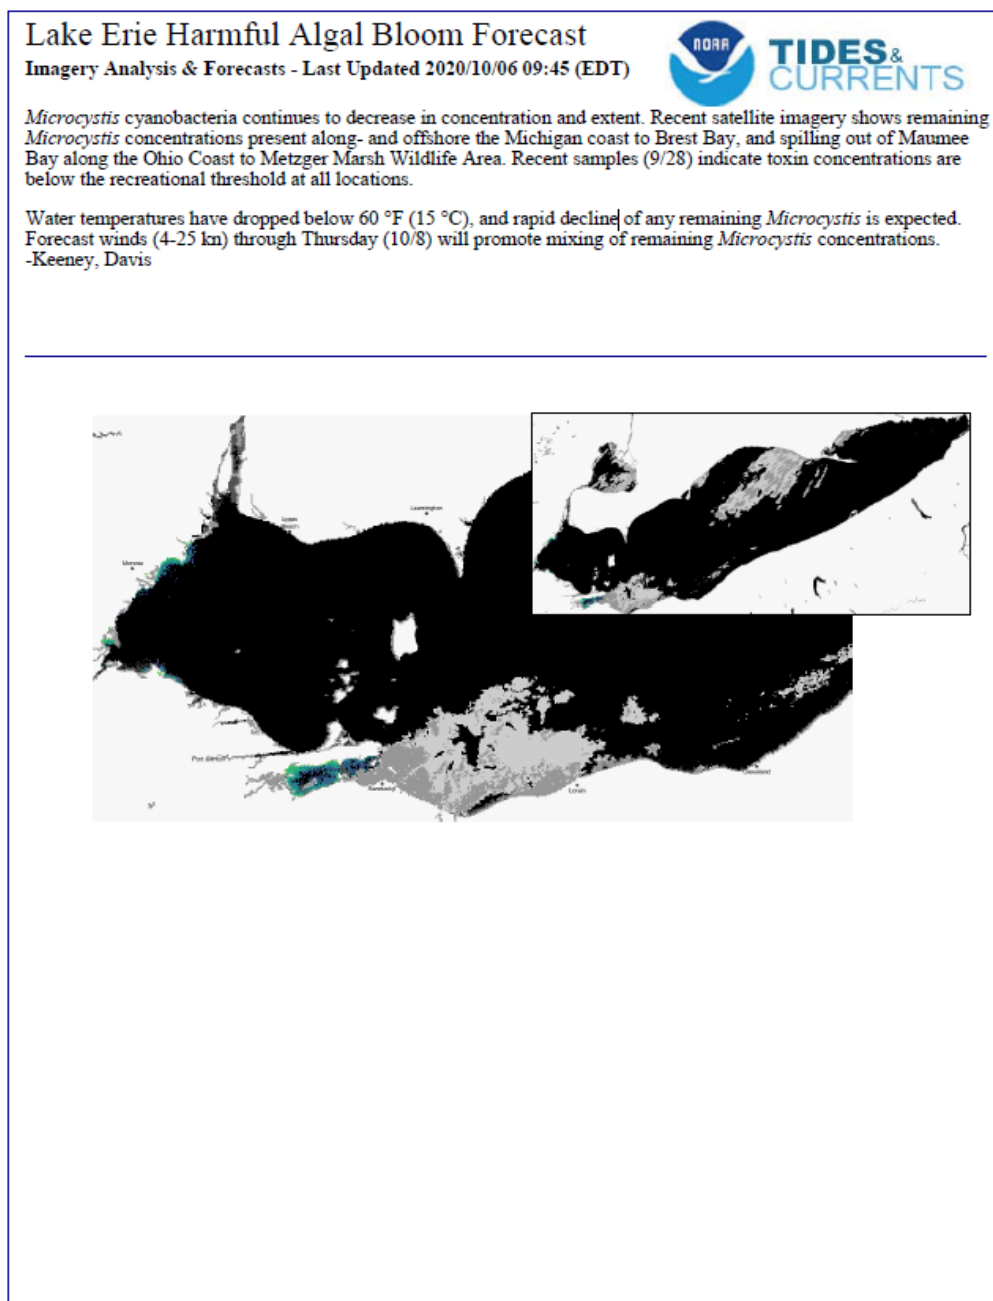 Lake Erie Harmful Algal Bloom Forecast
Imagery Analysis & Forecasts - Last Updated 2020/10/06 09:45 (EDT)
NOAA
TIDES&
CURRENTS
Microcystis cyanobacteria continues to decrease in concentration and extent. Recent satellite imagery shows remaining
Microcystis concentrations present along- and offshore the Michigan coast to Brest Bay, and spilling out of Maumee
Bay along the Ohio Coast to Metzger Marsh Wildlife Area. Recent samples (9/28) indicate toxin concentrations are
below the recreational threshold at all locations.
Water temperatures have dropped below 60 °F (15 °C), and rapid decline of any remaining Microcystis is expected.
Forecast winds (4-25 kn) through Thursday (10/8) will promote mixing of remaining Microcystis concentrations.
-Keeney, Davis
Leamington
Monroe
Port Clinton
Sandusky
Lorain
Cleveland